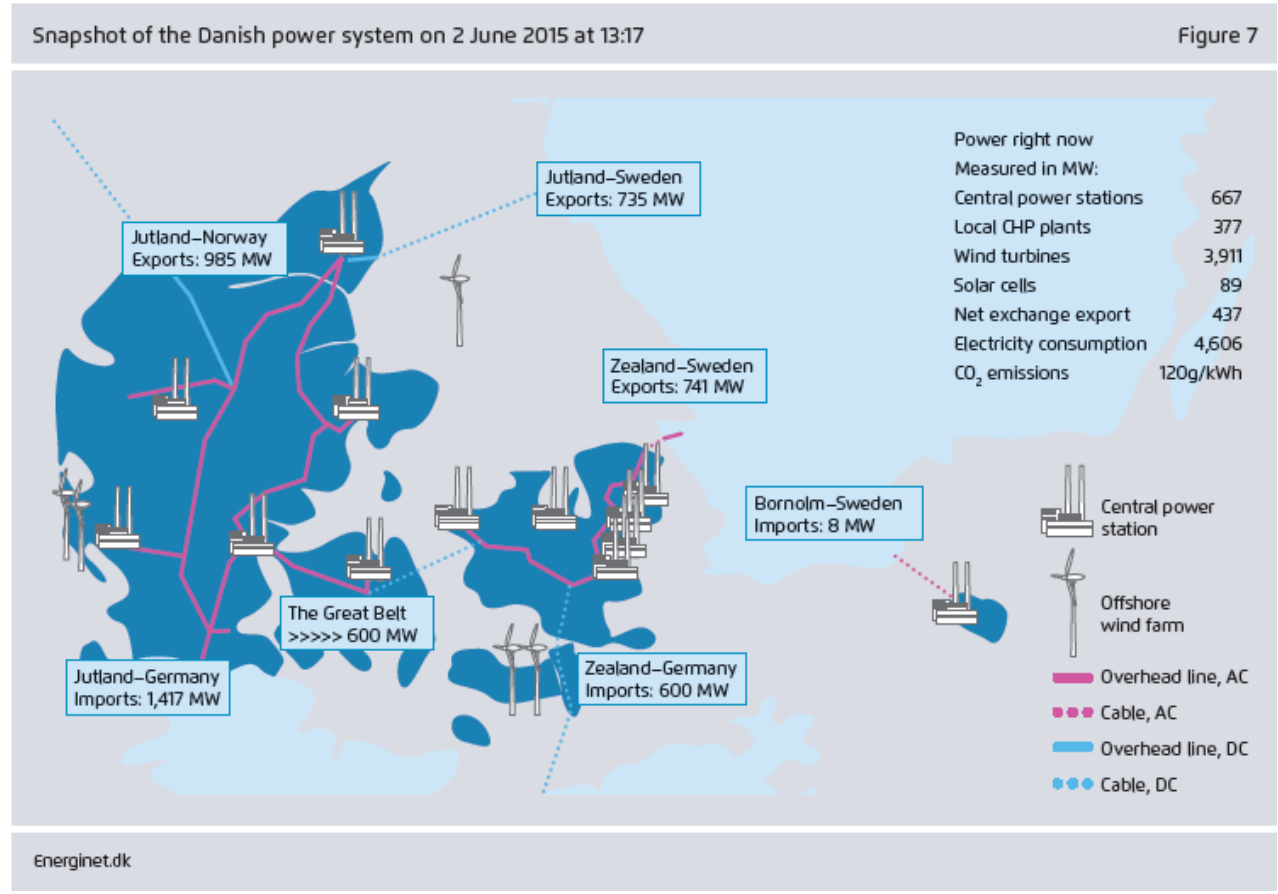 Snapshot of the Danish power system on 2 June 2015 at 13:17
Figure 7
Power right now
Measured in MW:
Central power stations 667
Local CHP plants 377
Wind turbines 3,911
Solar cells 89
Net exchange export 437
Electricity consumption 4,606
CO₂ emissions 120g/kWh
Jutland–Sweden
Exports: 735 MW
Jutland–Norway
Exports: 985 MW
Zealand–Sweden
Exports: 741 MW
Bornolm–Sweden
Imports: 8 MW
The Great Belt
>>>>> 600 MW
Jutland–Germany
Imports: 1,417 MW
Zealand–Germany
Imports: 600 MW
Central power
station
Offshore
wind farm
Overhead line, AC
Cable, AC
Overhead line, DC
Cable, DC
Energinet.dk